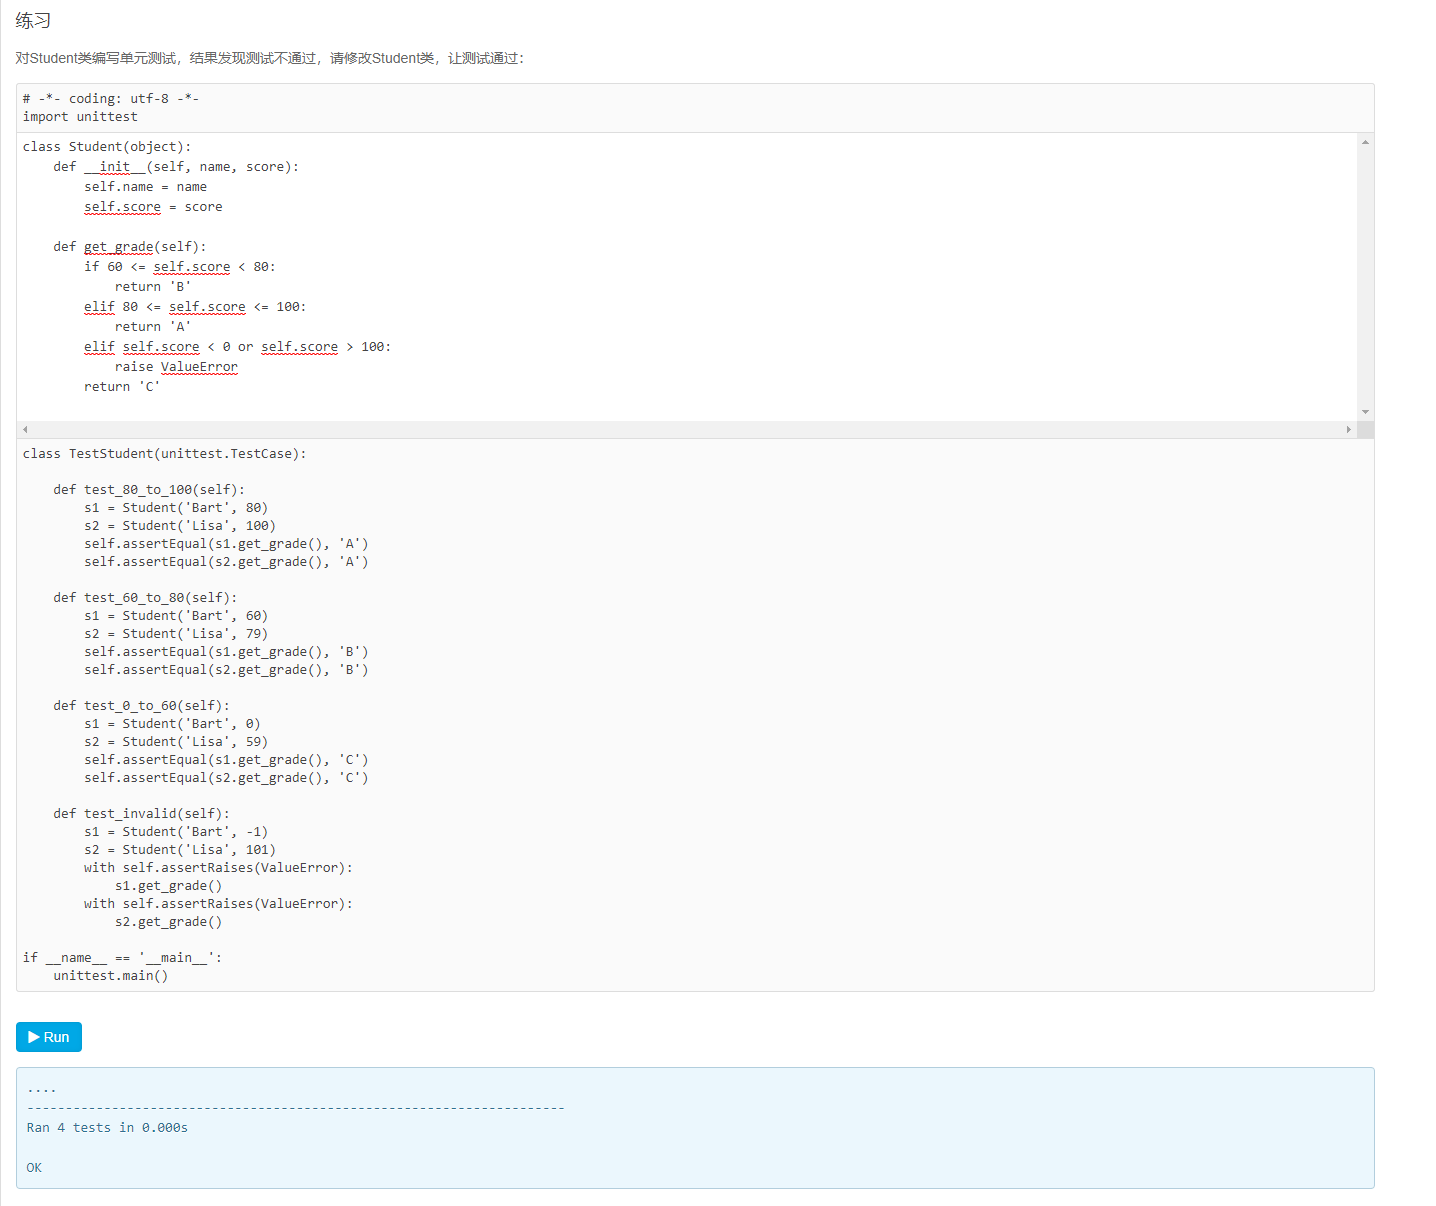 练习
对Student类编写单元测试，结果发现测试不通过，请修改Student类，让测试通过：
# -*- coding: utf-8 -*-
import unittest
class Student(object):
    def __init__(self, name, score):
        self.name = name
        self.score = score
    def get_grade(self):
        if 60 <= self.score < 80:
            return 'B'
        elif 80 <= self.score <= 100:
            return 'A'
        elif self.score < 0 or self.score > 100:
            raise ValueError
        return 'C'
class TestStudent(unittest.TestCase):
    def test_80_to_100(self):
        s1 = Student('Bart', 80)
        s2 = Student('Lisa', 100)
        self.assertEqual(s1.get_grade(), 'A')
        self.assertEqual(s2.get_grade(), 'A')
    def test_60_to_80(self):
        s1 = Student('Bart', 60)
        s2 = Student('Lisa', 79)
        self.assertEqual(s1.get_grade(), 'B')
        self.assertEqual(s2.get_grade(), 'B')
    def test_0_to_60(self):
        s1 = Student('Bart', 0)
        s2 = Student('Lisa', 59)
        self.assertEqual(s1.get_grade(), 'C')
        self.assertEqual(s2.get_grade(), 'C')
    def test_invalid(self):
        s1 = Student('Bart', -1)
        s2 = Student('Lisa', 101)
        with self.assertRaises(ValueError):
            s1.get_grade()
        with self.assertRaises(ValueError):
            s2.get_grade()
if __name__ == '__main__':
    unittest.main()
Run
....
----------------------------------------------------------------------
Ran 4 tests in 0.000s
OK